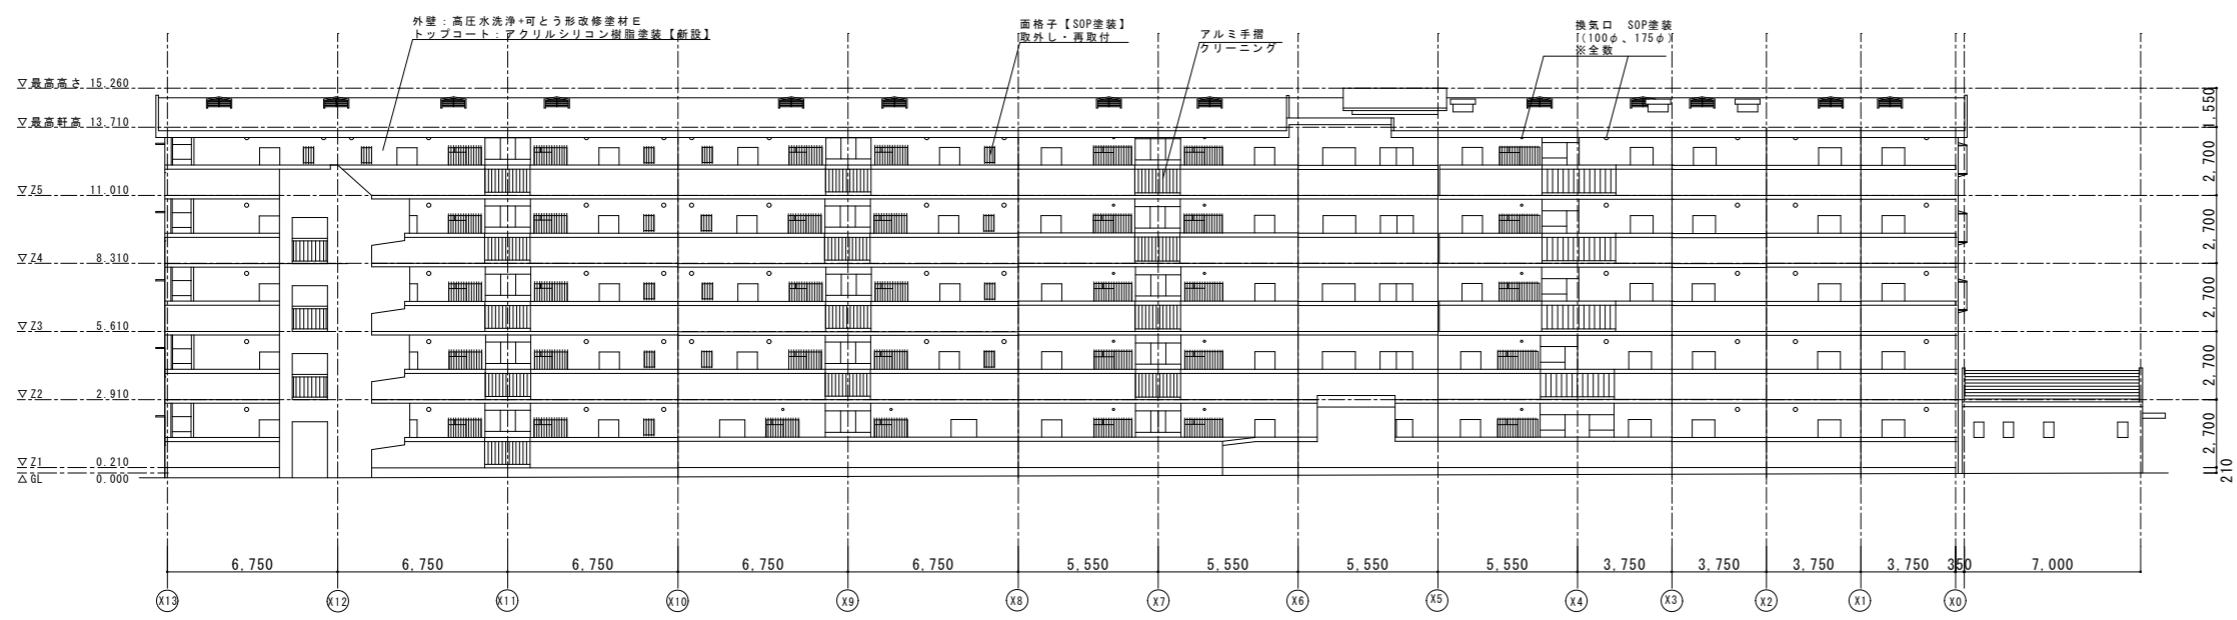 外壁：高圧水洗浄+可とう形改修塗材E
トップコート：アクリルシリコン樹脂塗装【新設】
面格子【SOP塗装】
取外し・再取付
アルミ手摺
クリーニング
換気口 SOP塗装
(100φ、175φ)
※全数
▽最高高さ 15.260
▽最高軒高 13.710
▽Z5 11.010
▽Z4 8.310
▽Z3 5.610
▽Z2 2.910
▽Z1 0.210
△GL 0.000
1,550
2,700
2,700
2,700
2,700
2,700
210
6,750 6,750 6,750 6,750 6,750 5,550 5,550 5,550 5,550 3,750 3,750 3,750 3,750 350 7,000
X13 X12 X11 X10 X9 X8 X7 X6 X5 X4 X3 X2 X1 X0